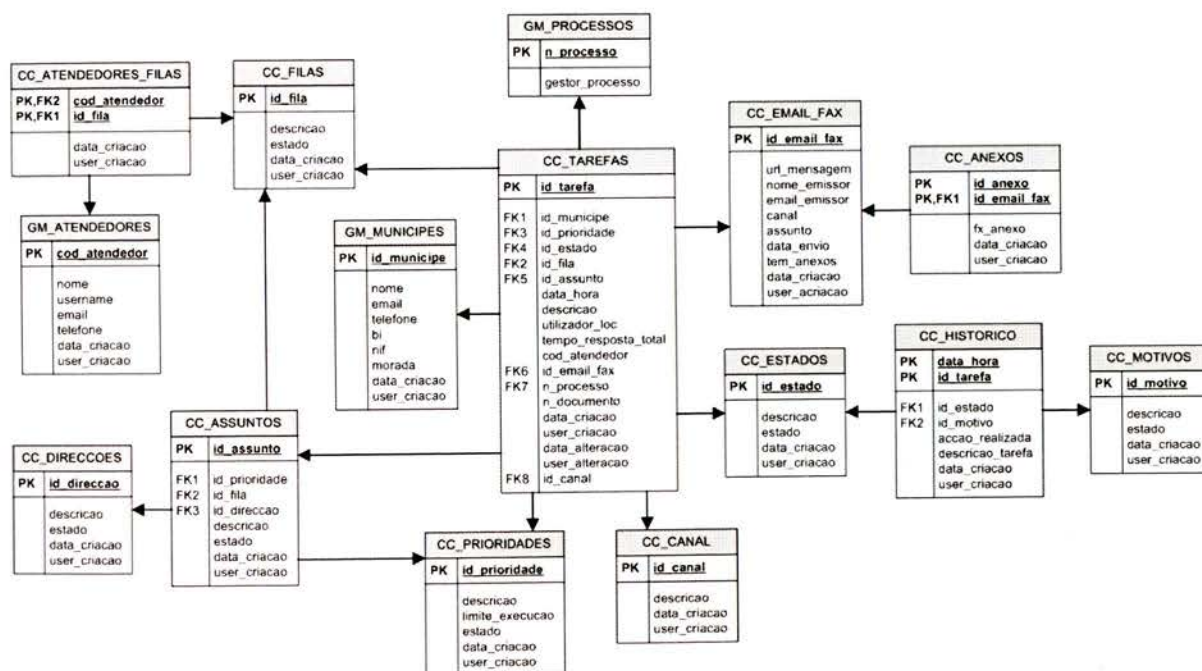 GM_PROCESSOS
PK n_processo
gestor_processo
CC_ATENDEDORES_FILAS
PK,FK2 cod_atendedor
PK,FK1 id_fila
data_criacao
user_criacao
CC_FILAS
PK id_fila
descricao
estado
data_criacao
user_criacao
CC_EMAIL_FAX
PK id_email_fax
url_mensagem
nome_emissor
email_emissor
canal
assunto
data_envio
tem_anexos
data_criacao
user_acriacao
CC_ANEXOS
PK id_anexo
PK,FK1 id_email_fax
fx_anexo
data_criacao
user_criacao
CC_TAREFAS
PK id_tarefa
FK1 id_municipe
FK3 id_prioridade
FK4 id_estado
FK2 id_fila
FK5 id_assunto
data_hora
descricao
utilizador_loc
tempo_resposta_total
cod_atendedor
FK6 id_email_fax
FK7 n_processo
n_documento
data_criacao
user_criacao
data_alteracao
user_alteracao
FK8 id_canal
GM_ATENDEDORES
PK cod_atendedor
nome
username
email
telefone
data_criacao
user_criacao
GM_MUNICIPES
PK id_municipe
nome
email
telefone
bi
nif
morada
data_criacao
user_criacao
CC_ESTADOS
PK id_estado
descricao
estado
data_criacao
user_criacao
CC_HISTORICO
PK data_hora
PK id_tarefa
FK1 id_estado
FK2 id_motivo
accao_realizada
descricao_tarefa
data_criacao
user_criacao
CC_MOTIVOS
PK id_motivo
descricao
estado
data_criacao
user_criacao
CC_ASSUNTOS
PK id_assunto
FK1 id_prioridade
FK2 id_fila
FK3 id_direccao
descricao
estado
data_criacao
user_criacao
CC_DIRECCOES
PK id_direccao
descricao
estado
data_criacao
user_criacao
CC_PRIORIDADES
PK id_prioridade
descricao
limite_execucao
estado
data_criacao
user_criacao
CC_CANAL
PK id_canal
descricao
data_criacao
user_criacao